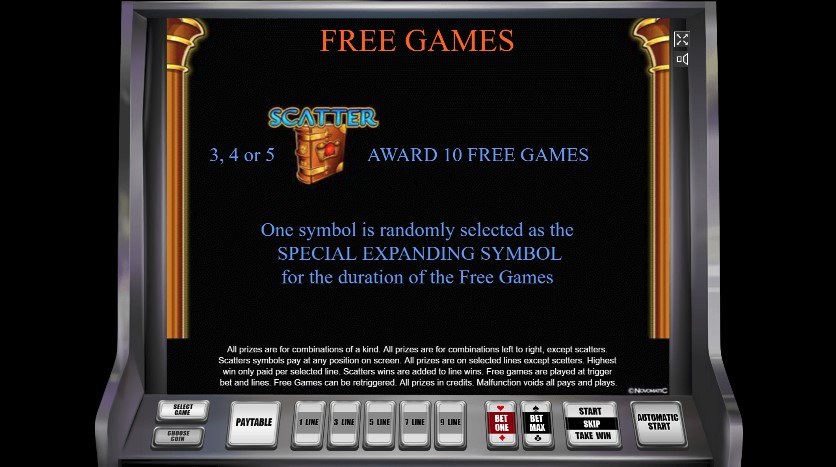 FREE GAMES
SCATTER
3, 4 or 5 AWARD 10 FREE GAMES
One symbol is randomly selected as the
SPECIAL EXPANDING SYMBOL
for the duration of the Free Games
All prizes are for combinations of a kind. All prizes are for combinations left to right, except scatters.
Scatters symbols pay at any position on screen. All prizes are on selected lines except scetters. Highest
win only paid per selected line. Scatters wins are added to line wins. Free games are played at trigger
bet and lines. Free Games can be retriggered. All prizes in credits. Malfunction voids all pays and plays.
©NOVOMATIC
SELECT
GAME
CHOOSE
COIN
PAYTABLE
1 LINE
3 LINE
5 LINE
7 LINE
9 LINE
BET
ONE
BET
MAX
START
SKIP
TAKE WIN
AUTOMATIC
START